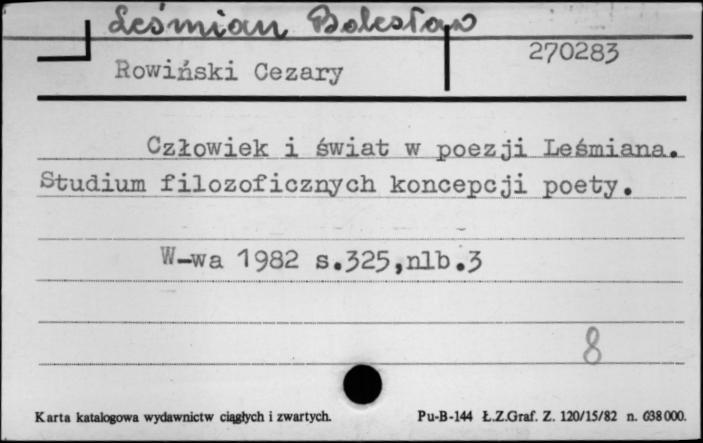 Leśmian Bolesław
270283
Rowiński Cezary
Człowiek i świat w poezji Leśmiana.
Studium filozoficznych koncepcji poety.
W-wa 1982 s.325,nlb.3
8
Karta katalogowa wydawnictw ciągłych i zwartych.
Pu-B-144 Ł.Z.Graf. Z. 120/15/82 n. 638000.